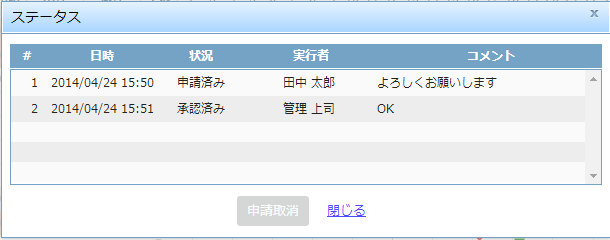 ステータス x
# 日時 状況 実行者 コメント
1 2014/04/24 15:50 申請済み 田中 太郎 よろしくお願いします
2 2014/04/24 15:51 承認済み 管理 上司 OK
申請取消 閉じる